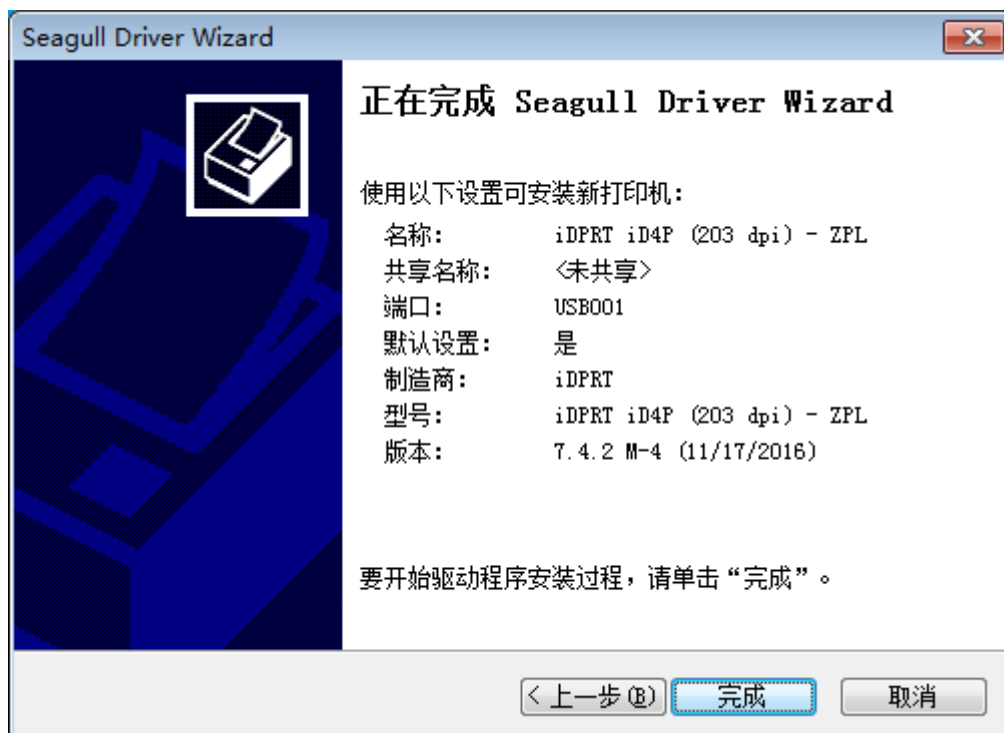 Seagull Driver Wizard
正在完成 Seagull Driver Wizard
使用以下设置可安装新打印机：
名称： iDPRT iD4P (203 dpi) - ZPL
共享名称： <未共享>
端口： USB001
默认设置： 是
制造商： iDPRT
型号： iDPRT iD4P (203 dpi) - ZPL
版本： 7.4.2 M-4 (11/17/2016)
要开始驱动程序安装过程，请单击“完成”。
< 上一步(B) 完成 取消